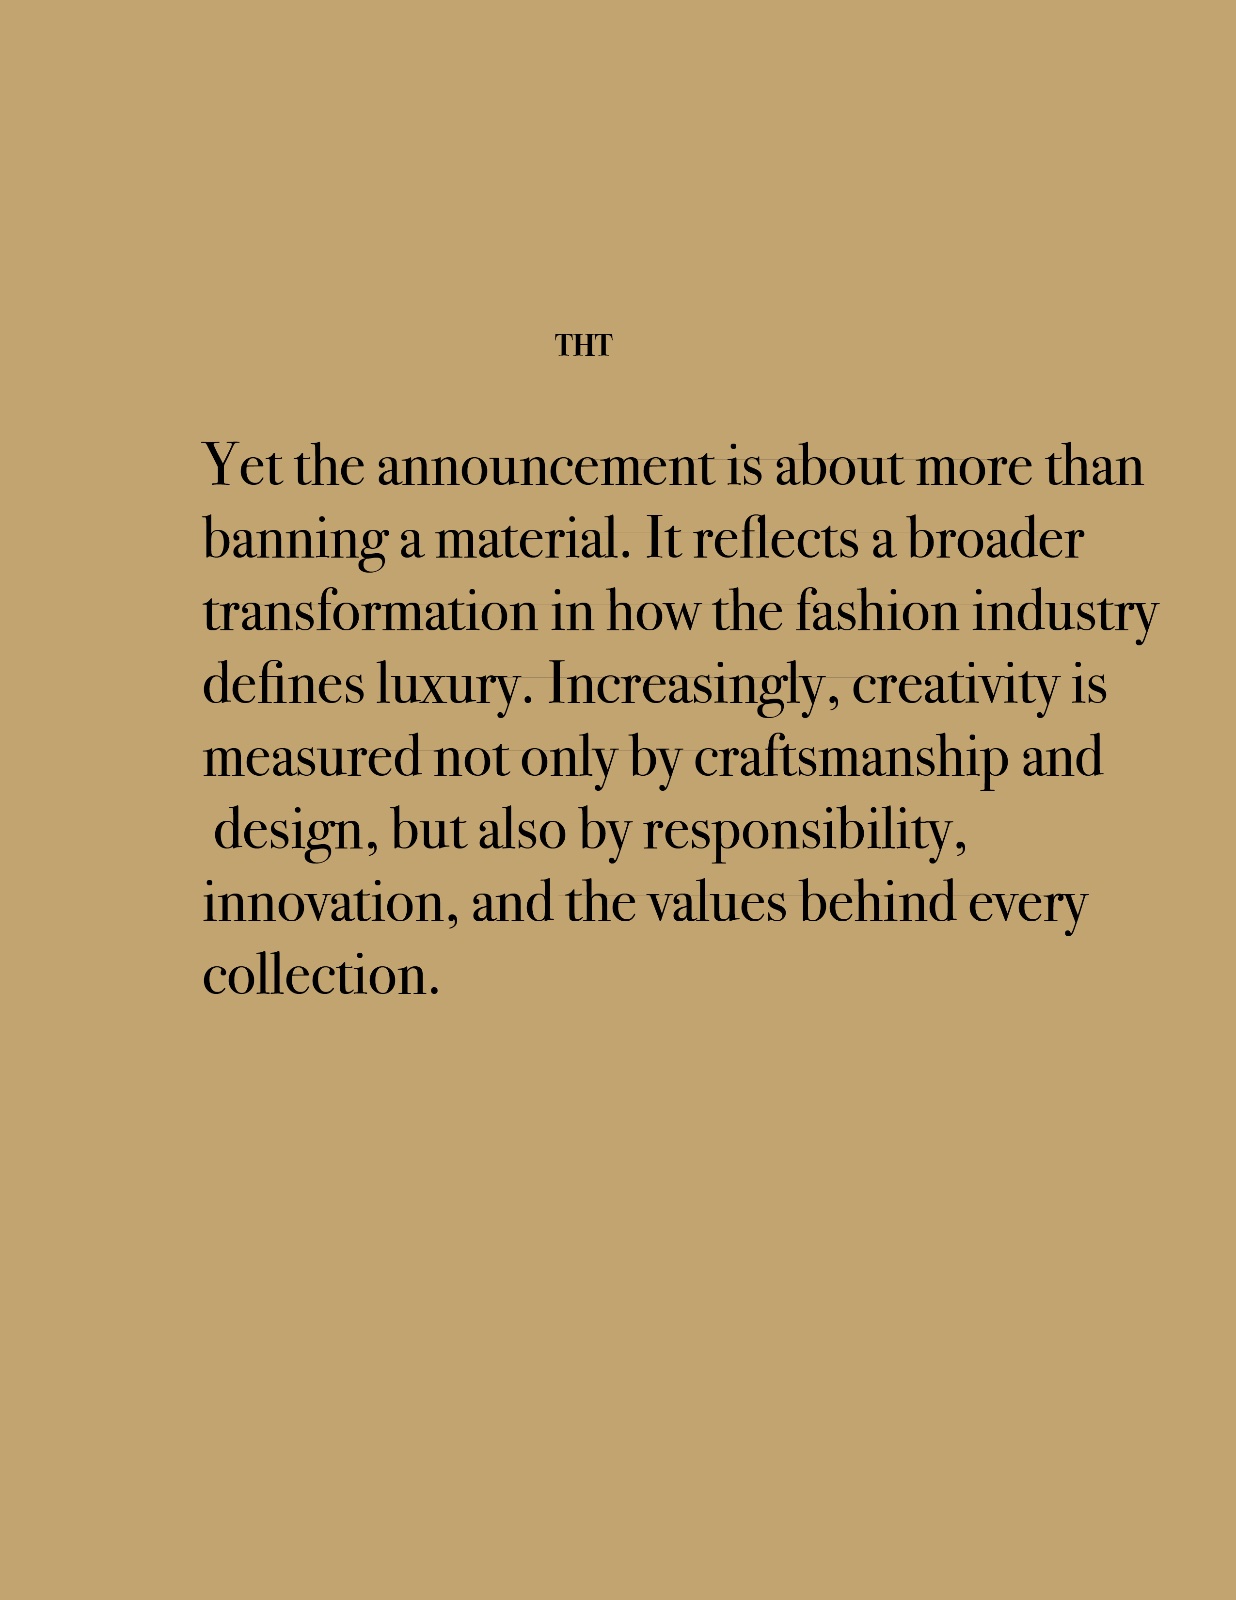 THT
Yet the announcement is about more than
banning a material. It reflects a broader
transformation in how the fashion industry
defines luxury. Increasingly, creativity is
measured not only by craftsmanship and
design, but also by responsibility,
innovation, and the values behind every
collection.